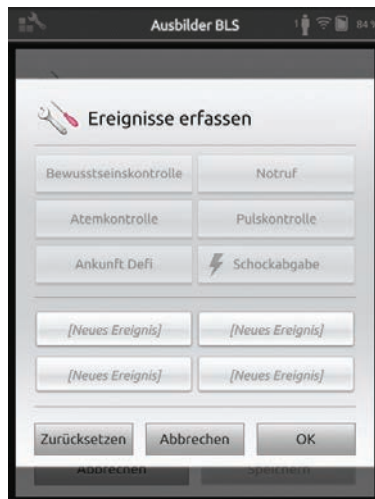 Ausbilder BLS 1 84
Ereignisse erfassen
Bewusstseinskontrolle Notruf
Atemkontrolle Pulskontrolle
Ankunft Defi Schockabgabe
[Neues Ereignis] [Neues Ereignis]
[Neues Ereignis] [Neues Ereignis]
Zurücksetzen Abbrechen OK
Abbrechen Speichern